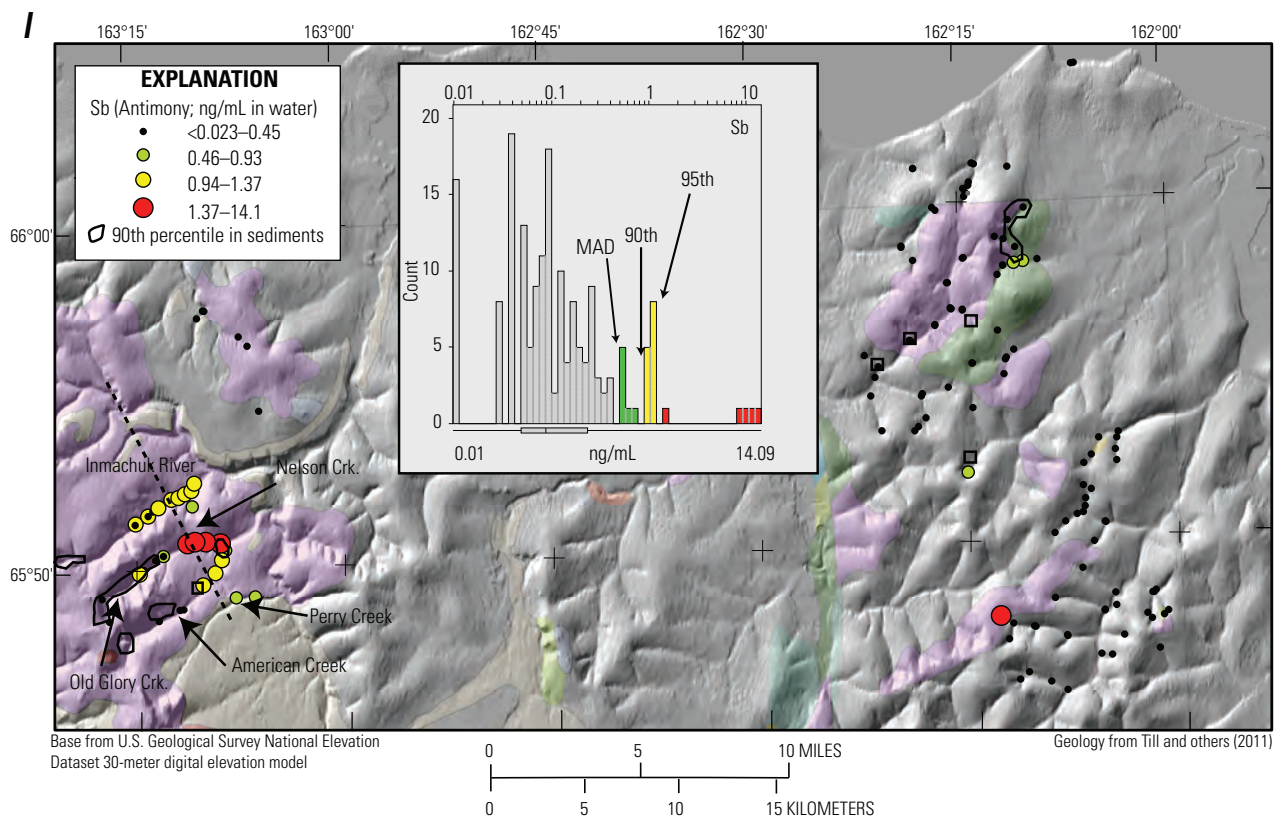 I
163°15' 163°00' 162°45' 162°30' 162°15' 162°00'
EXPLANATION
Sb (Antimony; ng/mL in water)
<0.023–0.45
0.46–0.93
0.94–1.37
1.37–14.1
90th percentile in sediments
0.01 0.1 1 10
Sb
20
15
10
5
0
Count
MAD
90th
95th
0.01 ng/mL 14.09
66°00'
65°50'
Inmachuk River
Nelson Crk.
Perry Creek
American Creek
Old Glory Crk.
Base from U.S. Geological Survey National Elevation
Dataset 30-meter digital elevation model
Geology from Till and others (2011)
0 5 10 MILES
0 5 10 15 KILOMETERS